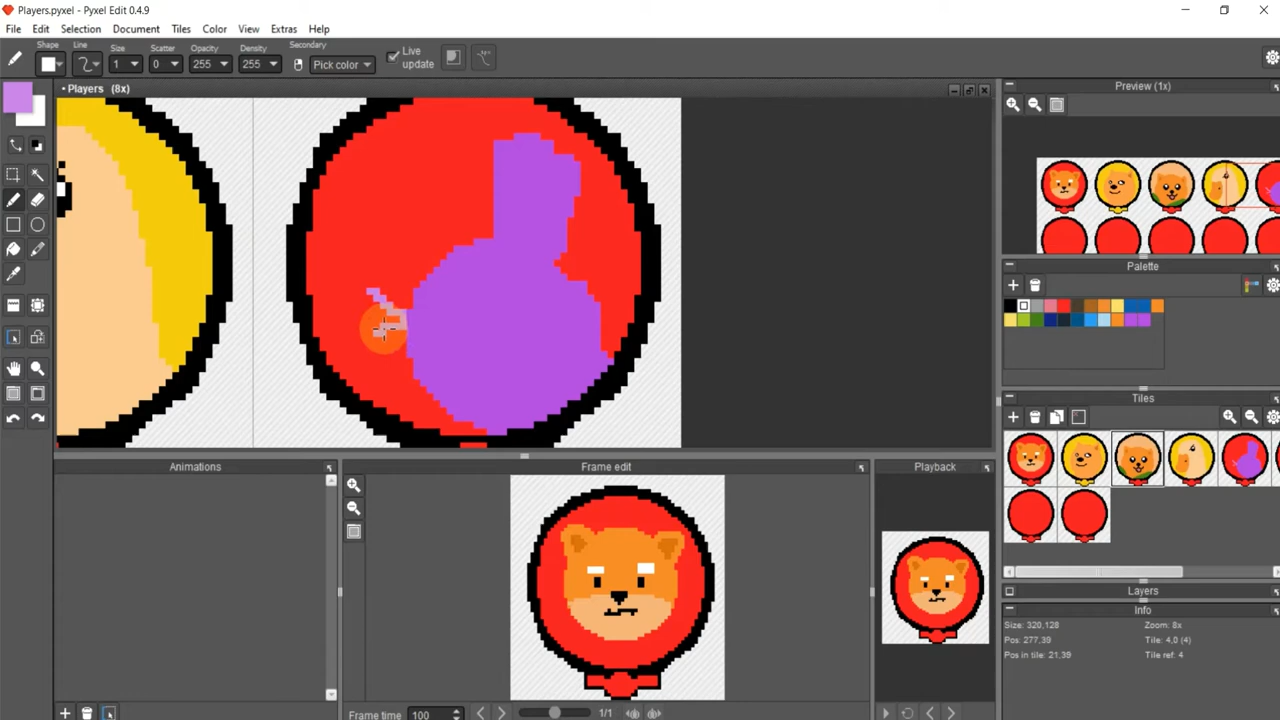 Players.pyxel - Pyxel Edit 0.4.9
File Edit Selection Document Tiles Color View Extras Help
Shape Line Size Scatter Opacity Density Secondary
1 0 255 255 Pick color Live update
• Players (8x)
Preview (1x)
Palette
Tiles
Layers
Info
Size: 320,128 Zoom: 8x
Pos: 277,39 Tile: 4,0 (4)
Pos in tile: 21,39 Tile ref: 4
Animations
Frame edit
Playback
Frame time 100 1/1